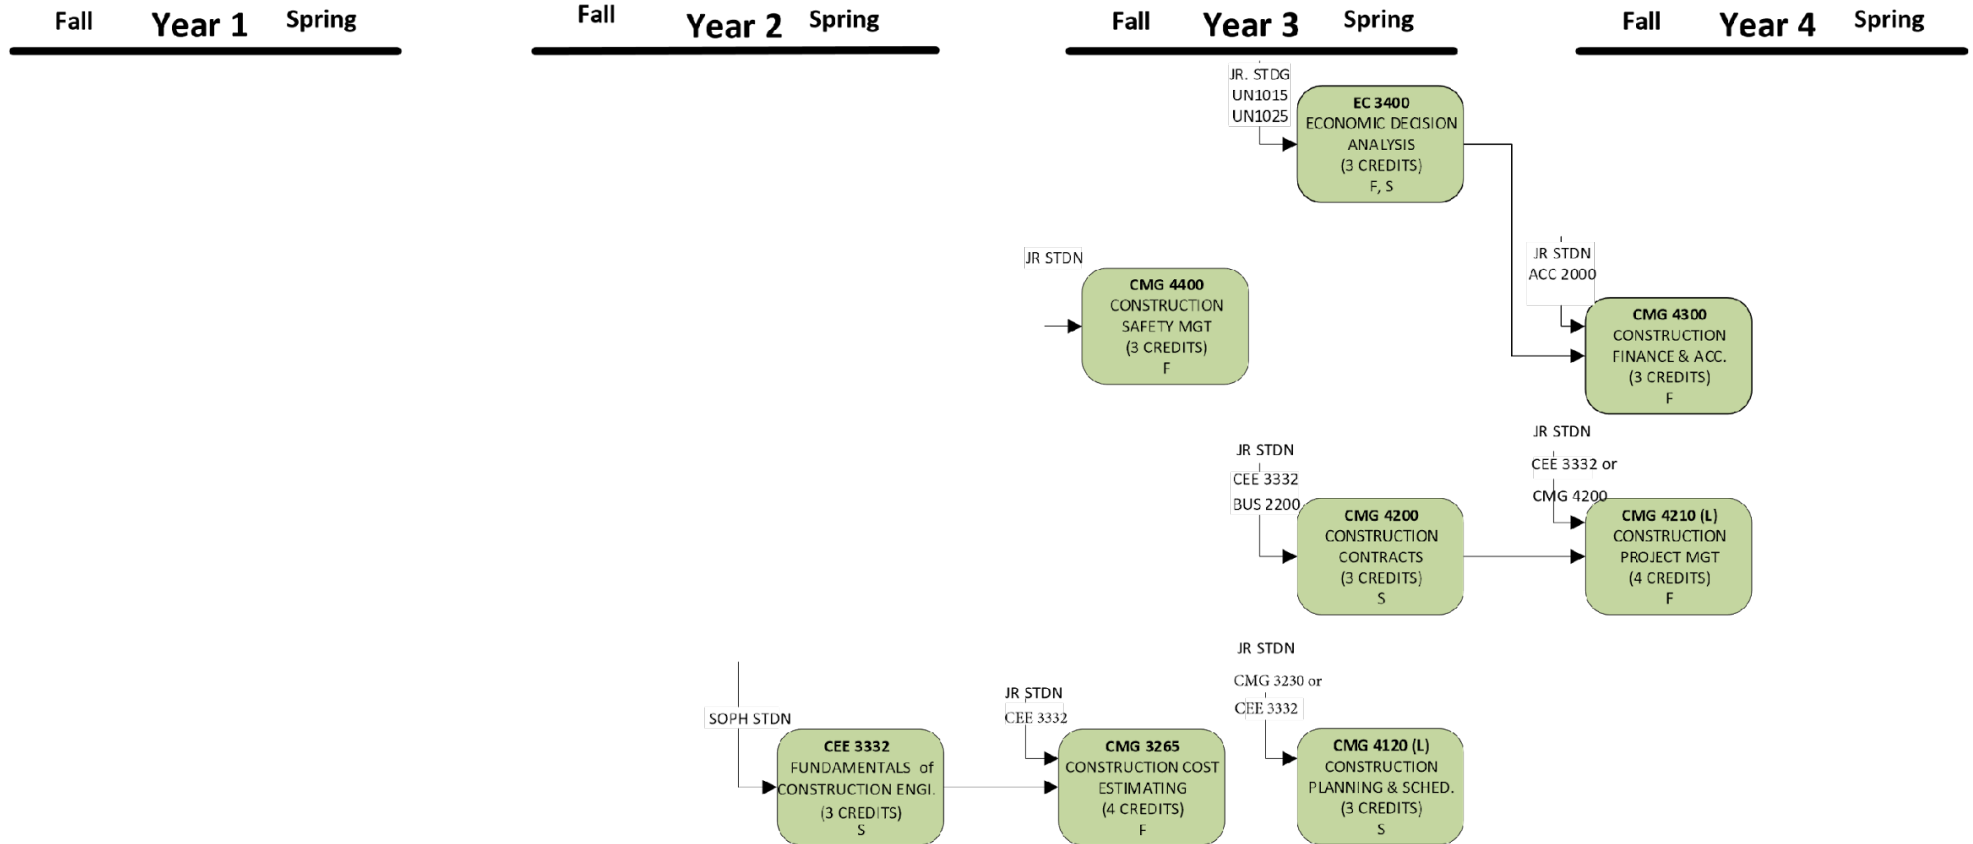 Fall Year 1 Spring
Fall Year 2 Spring
Fall Year 3 Spring
Fall Year 4 Spring
JR. STDG
UN1015
UN1025
EC 3400
ECONOMIC DECISION
ANALYSIS
(3 CREDITS)
F, S
JR STDN
CMG 4400
CONSTRUCTION
SAFETY MGT
(3 CREDITS)
F
JR STDN
ACC 2000
CMG 4300
CONSTRUCTION
FINANCE & ACC.
(3 CREDITS)
F
JR STDN
CEE 3332
BUS 2200
CMG 4200
CONSTRUCTION
CONTRACTS
(3 CREDITS)
S
JR STDN
CEE 3332 or
CMG 4200
CMG 4210 (L)
CONSTRUCTION
PROJECT MGT
(4 CREDITS)
F
SOPH STDN
CEE 3332
FUNDAMENTALS of
CONSTRUCTION ENGI.
(3 CREDITS)
S
JR STDN
CEE 3332
CMG 3265
CONSTRUCTION COST
ESTIMATING
(4 CREDITS)
F
JR STDN
CMG 3230 or
CEE 3332
CMG 4120 (L)
CONSTRUCTION
PLANNING & SCHED.
(3 CREDITS)
S